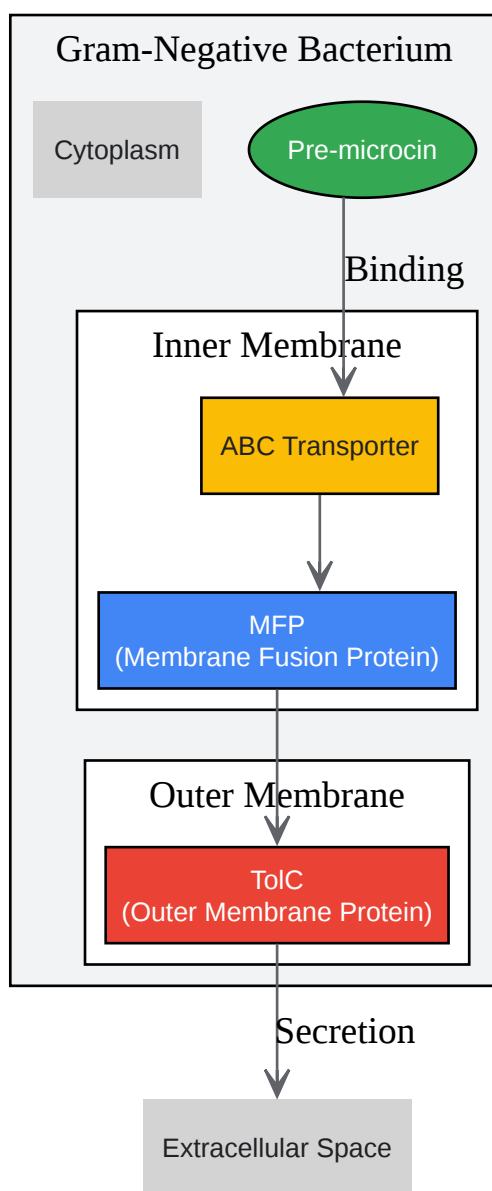 Gram-Negative Bacterium
Cytoplasm
Pre-microcin
Binding
Inner Membrane
ABC Transporter
MFP
(Membrane Fusion Protein)
Outer Membrane
TolC
(Outer Membrane Protein)
Secretion
Extracellular Space